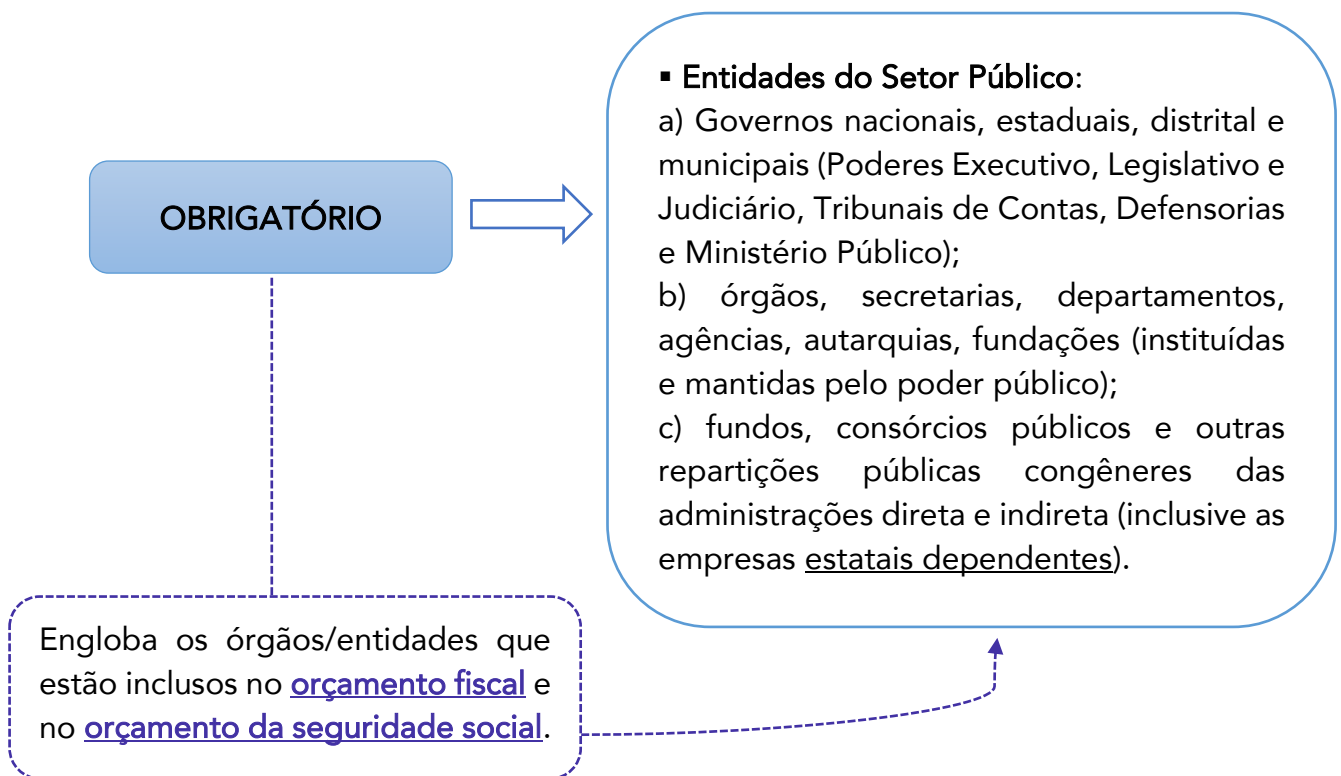 OBRIGATÓRIO
▪ Entidades do Setor Público:
a) Governos nacionais, estaduais, distrital e
municipais (Poderes Executivo, Legislativo e
Judiciário, Tribunais de Contas, Defensorias
e Ministério Público);
b) órgãos, secretarias, departamentos,
agências, autarquias, fundações (instituídas
e mantidas pelo poder público);
c) fundos, consórcios públicos e outras
repartições públicas congêneres das
administrações direta e indireta (inclusive as
empresas estatais dependentes).
Engloba os órgãos/entidades que
estão inclusos no orçamento fiscal e
no orçamento da seguridade social.